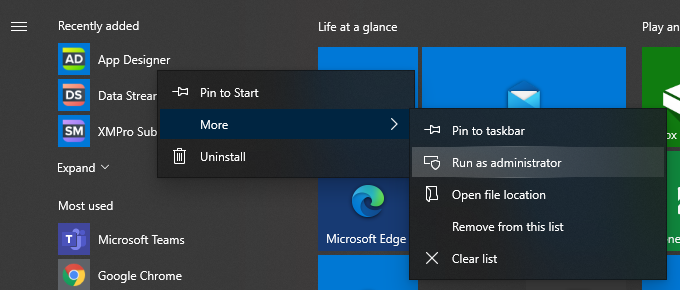 Recently added
Life at a glance
Play an
AD
App Designer
DS
Data Strean
SM
XMPro Sub
Expand
Most used
Microsoft Teams
Google Chrome
Pin to Start
More
Uninstall
Pin to taskbar
Run as administrator
Open file location
Remove from this list
Clear list
Microsoft Edge